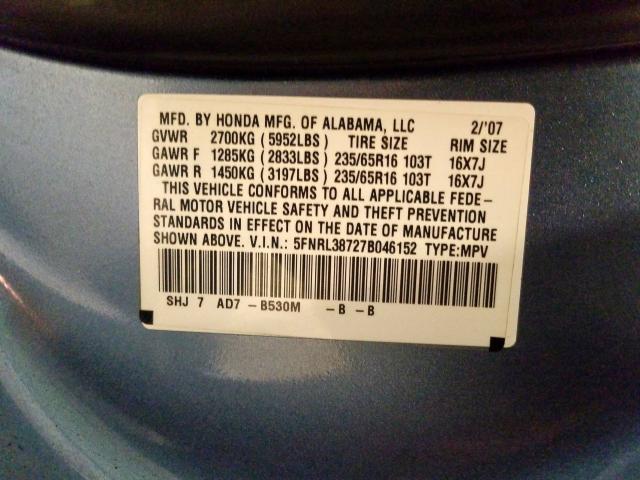 MFD. BY HONDA MFG. OF ALABAMA, LLC 2/'07
GVWR 2700KG (5952LBS) TIRE SIZE RIM SIZE
GAWR F 1285KG (2833LBS) 235/65R16 103T 16X7J
GAWR R 1450KG (3197LBS) 235/65R16 103T 16X7J
THIS VEHICLE CONFORMS TO ALL APPLICABLE FEDE-
RAL MOTOR VEHICLE SAFETY AND THEFT PREVENTION
STANDARDS IN EFFECT ON THE DATE OF MANUFACTURE
SHOWN ABOVE. V.I.N.: 5FNRL38727B046152 TYPE:MPV
SHJ 7 AD7 -B530M -B -B